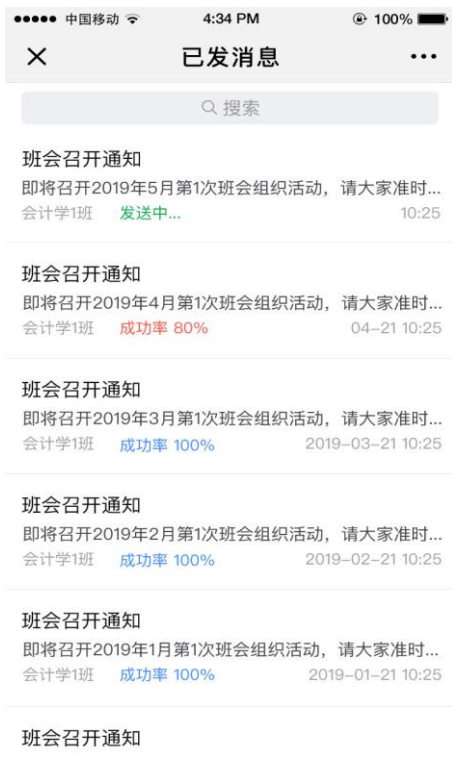 中国移动 4:34 PM 100%
已发消息
搜索
班会召开通知
即将召开2019年5月第1次班会组织活动，请大家准时...
会计学1班 发送中... 10:25
班会召开通知
即将召开2019年4月第1次班会组织活动，请大家准时...
会计学1班 成功率 80% 04-21 10:25
班会召开通知
即将召开2019年3月第1次班会组织活动，请大家准时...
会计学1班 成功率 100% 2019-03-21 10:25
班会召开通知
即将召开2019年2月第1次班会组织活动，请大家准时...
会计学1班 成功率 100% 2019-02-21 10:25
班会召开通知
即将召开2019年1月第1次班会组织活动，请大家准时...
会计学1班 成功率 100% 2019-01-21 10:25
班会召开通知